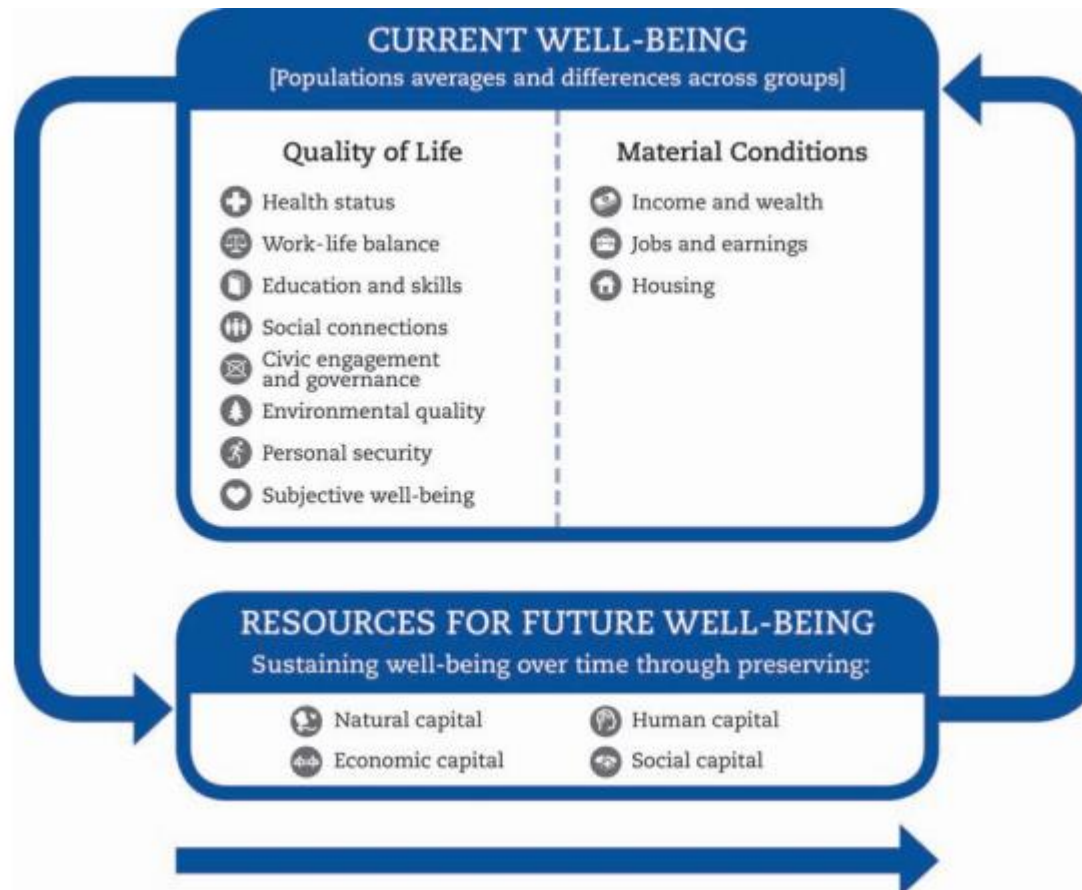 CURRENT WELL-BEING
[Populations averages and differences across groups]
Quality of Life
Health status
Work-life balance
Education and skills
Social connections
Civic engagement
and governance
Environmental quality
Personal security
Subjective well-being
Material Conditions
Income and wealth
Jobs and earnings
Housing
RESOURCES FOR FUTURE WELL-BEING
Sustaining well-being over time through preserving:
Natural capital
Economic capital
Human capital
Social capital